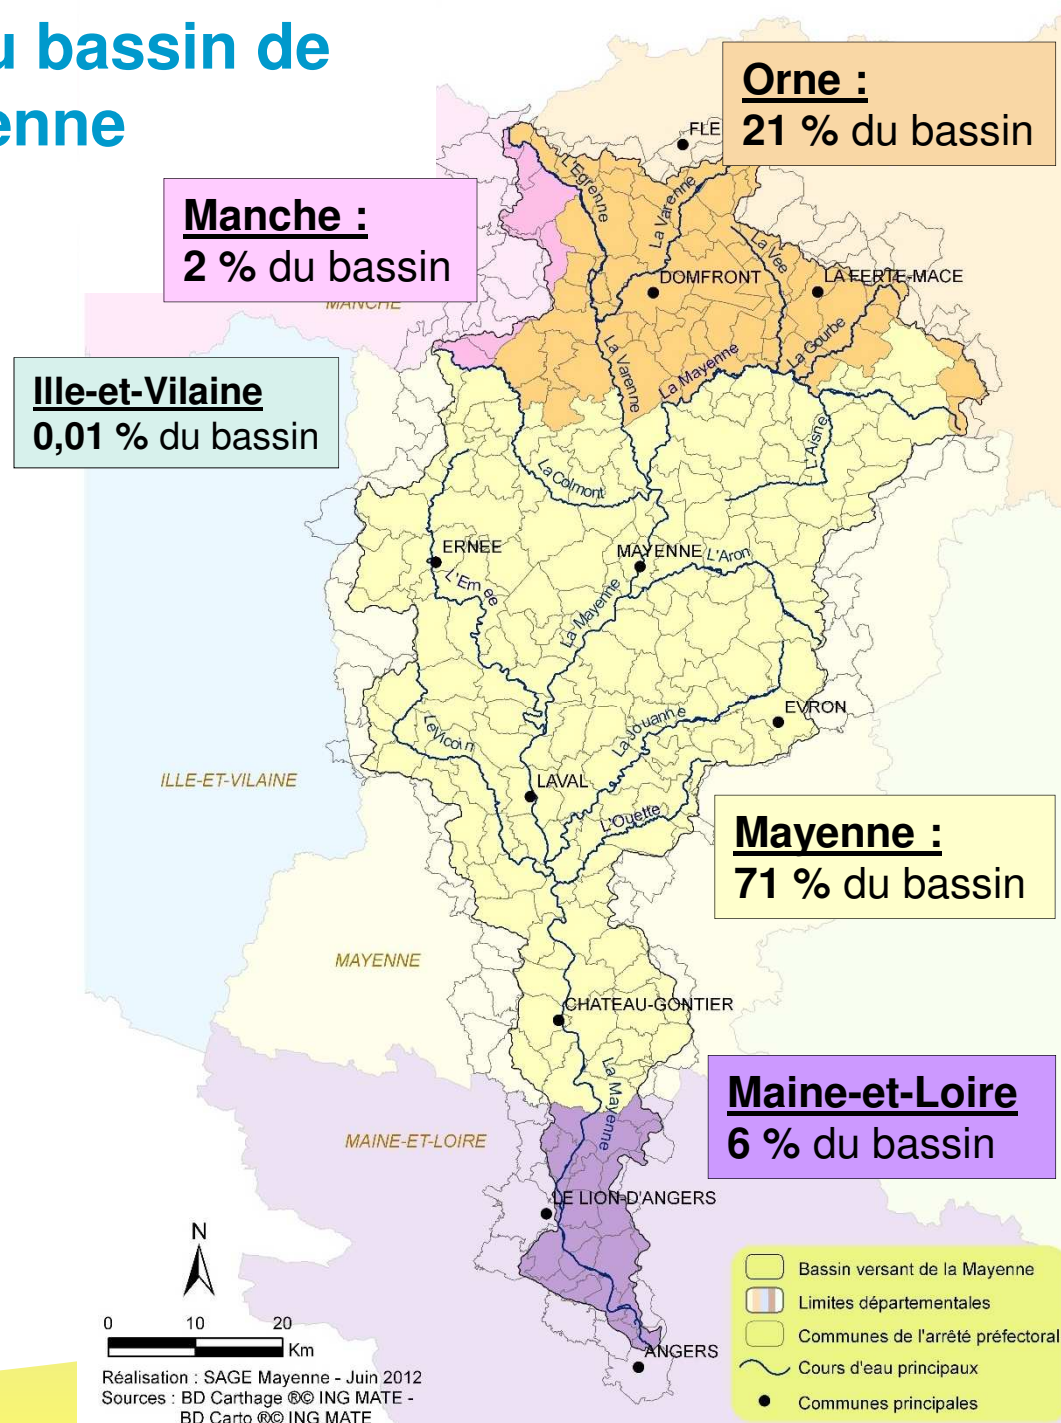 u bassin de
enne
Orne :
21 % du bassin
FLE
Manche :
2 % du bassin
MANCHE
L'Egrenne
La Varenne
La Vee
DOMFRONT
LA FERTE-MACE
La Gourbe
La Varenne
La Mayenne
Ille-et-Vilaine
0,01 % du bassin
L'Aisne
La Colmont
ERNEE
L'Ernee
MAYENNE
L'Aron
La Mayenne
EVRON
La Jouanne
Le Vicoin
ILLE-ET-VILAINE
LAVAL
L'Ouette
Mayenne :
71 % du bassin
MAYENNE
CHATEAU-GONTIER
La Mayenne
Maine-et-Loire
6 % du bassin
MAINE-ET-LOIRE
LE LION-D'ANGERS
N
0 10 20
Km
ANGERS
Bassin versant de la Mayenne
Limites départementales
Communes de l'arrêté préfectoral
Cours d'eau principaux
Communes principales
Réalisation : SAGE Mayenne - Juin 2012
Sources : BD Carthage ®© ING MATE -
BD Carto ®© ING MATE